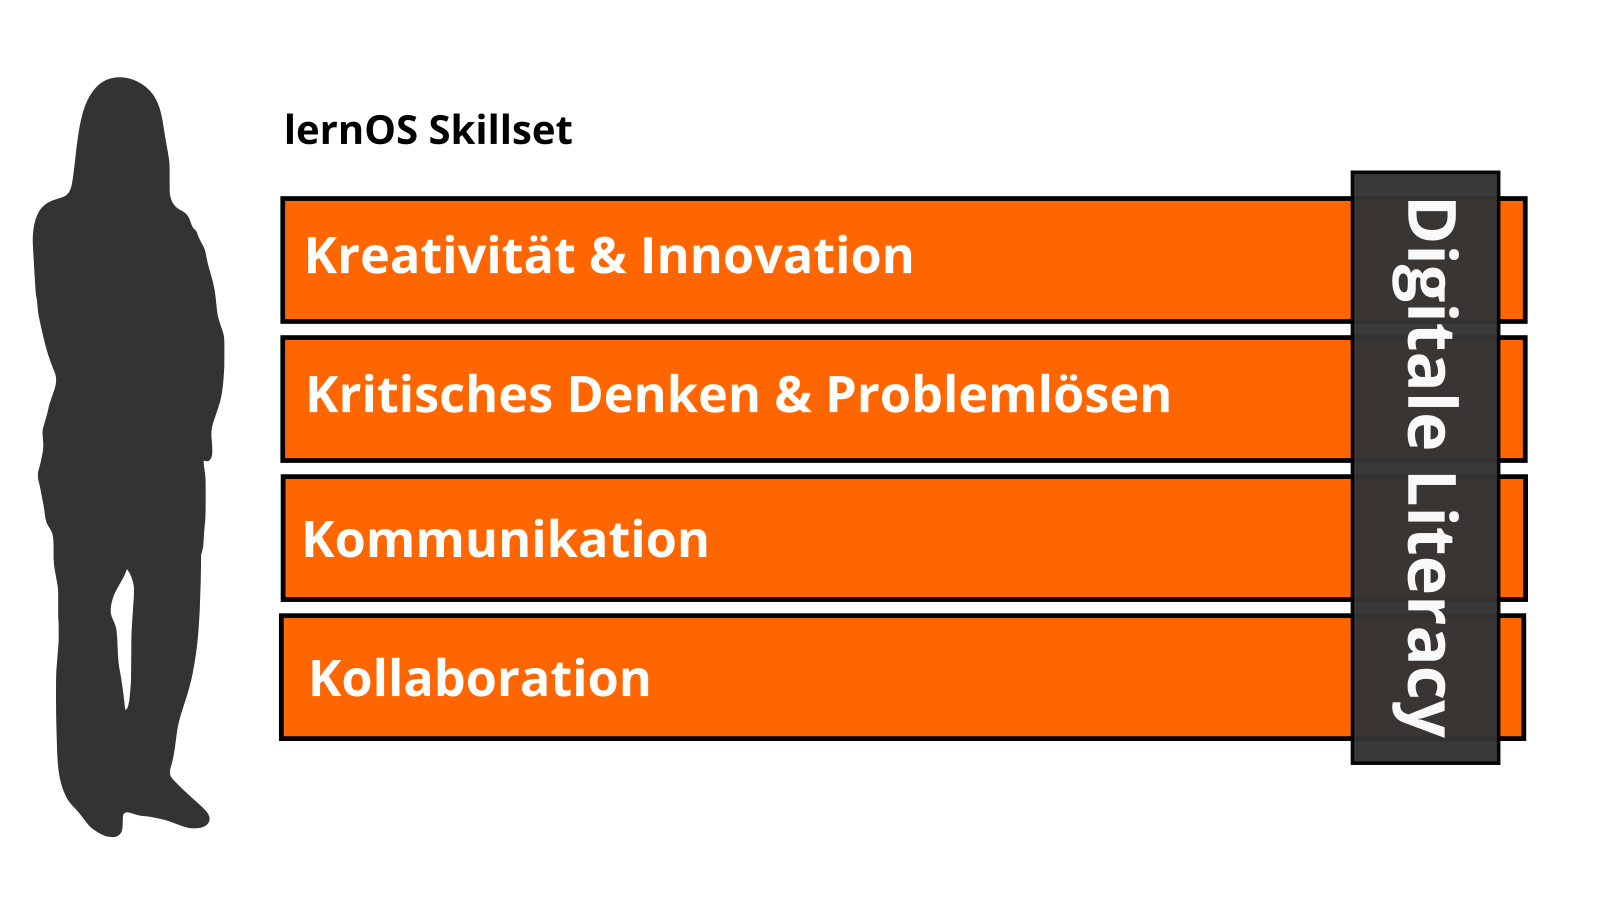 lernOS Skillset
Kreativität & Innovation
Kritisches Denken & Problemlösen
Kommunikation
Kollaboration
Digitale Literacy